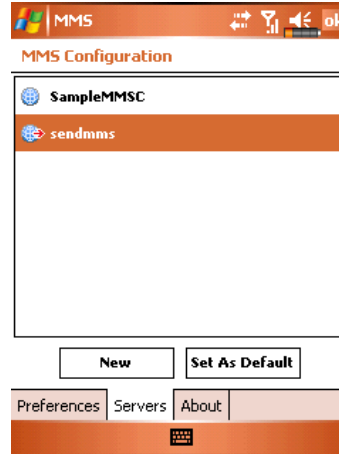 MMS ok
MMS Configuration
SampleMMSC
sendmms
New Set As Default
Preferences Servers About